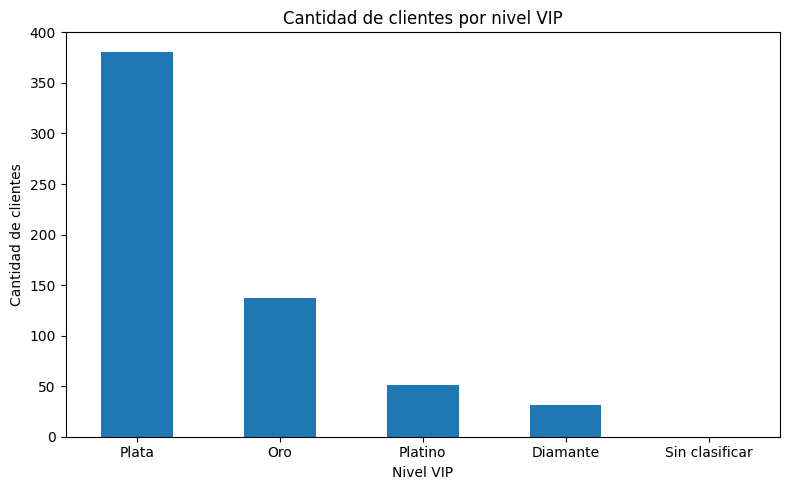 Cantidad de clientes por nivel VIP
400
350
300
250
200
150
100
50
0
Cantidad de clientes
Plata Oro Platino Diamante Sin clasificar
Nivel VIP